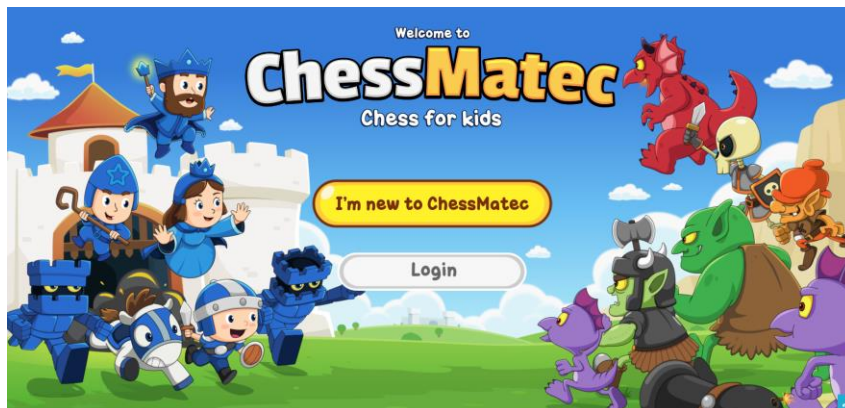 Welcome to
ChessMatec
Chess for kids
I'm new to ChessMatec
Login